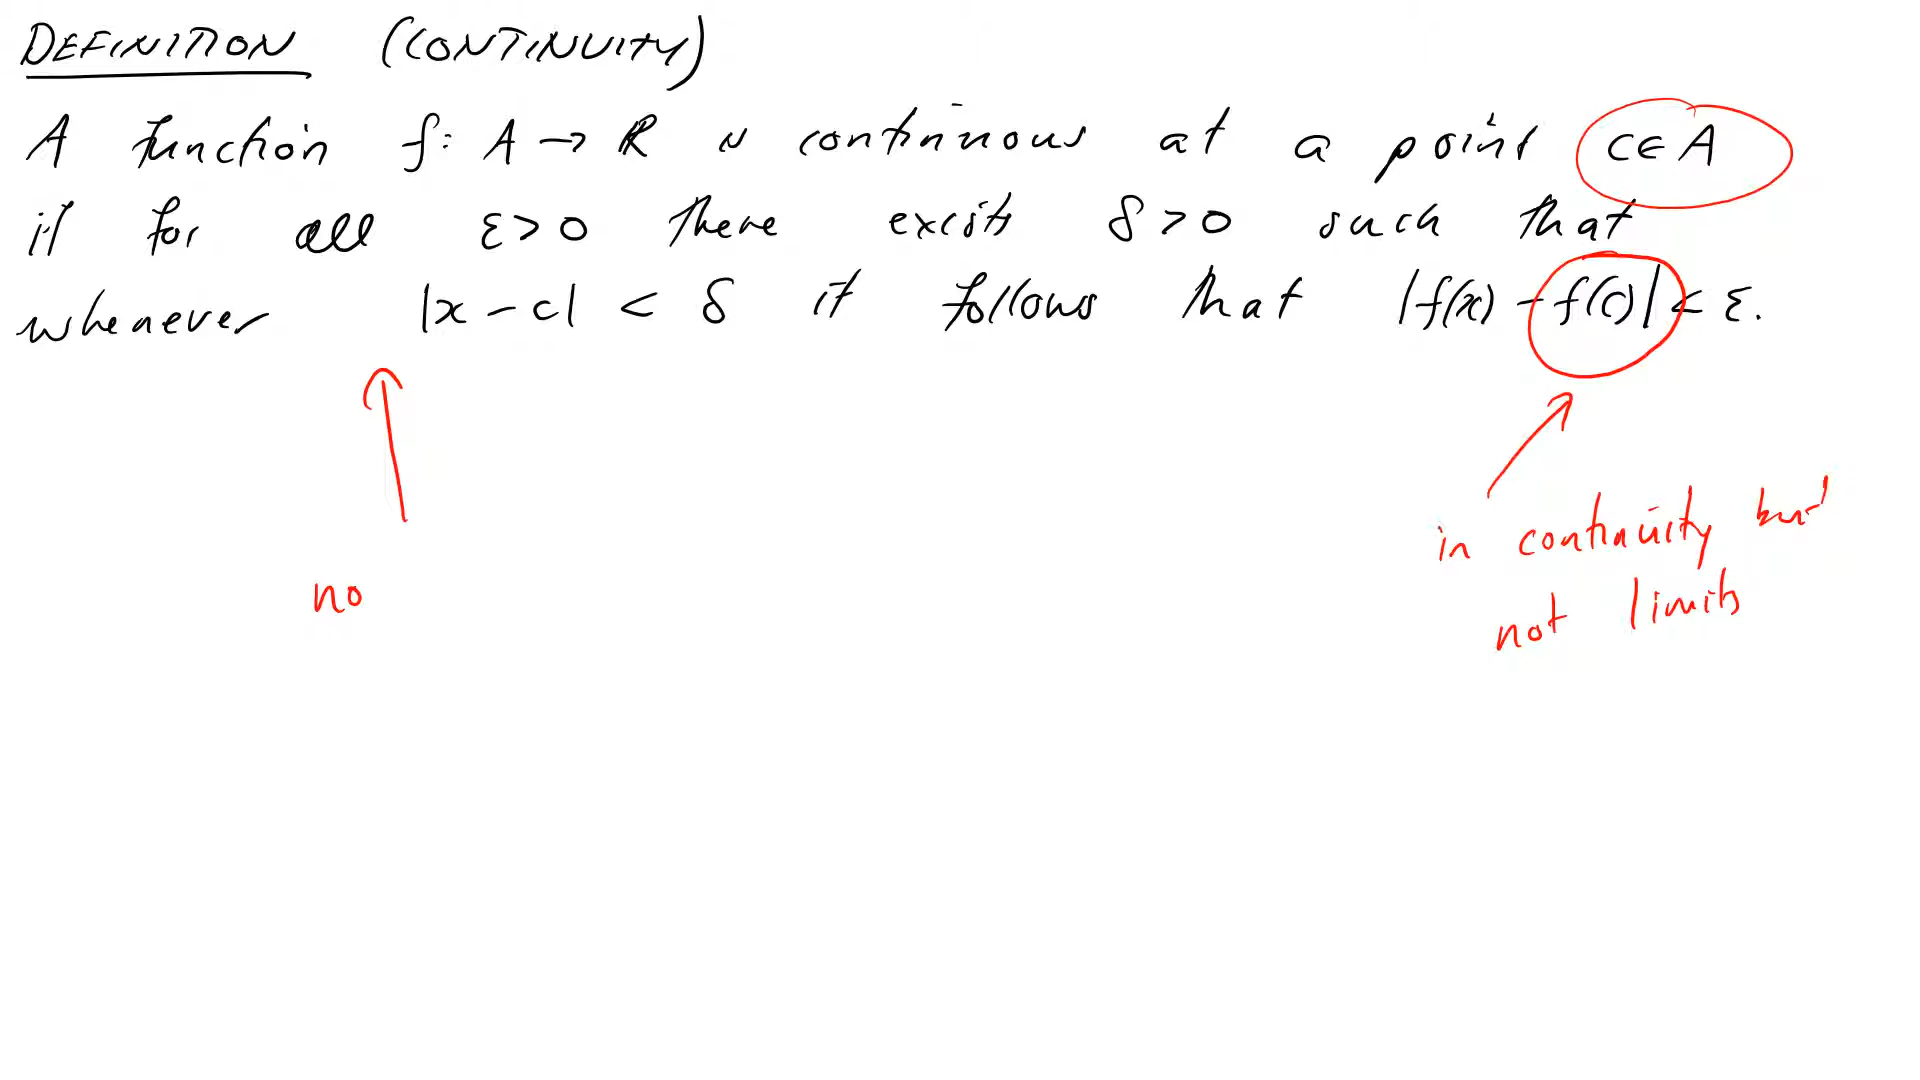 DEFINITION (CONTINUITY)
A function f: A → ℝ is continuous at a point c∈A
if for all ε>0 there exists δ>0 such that
whenever |x - c| < δ it follows that |f(x) - f(c)| < ε.
in continuity but
no
not limits